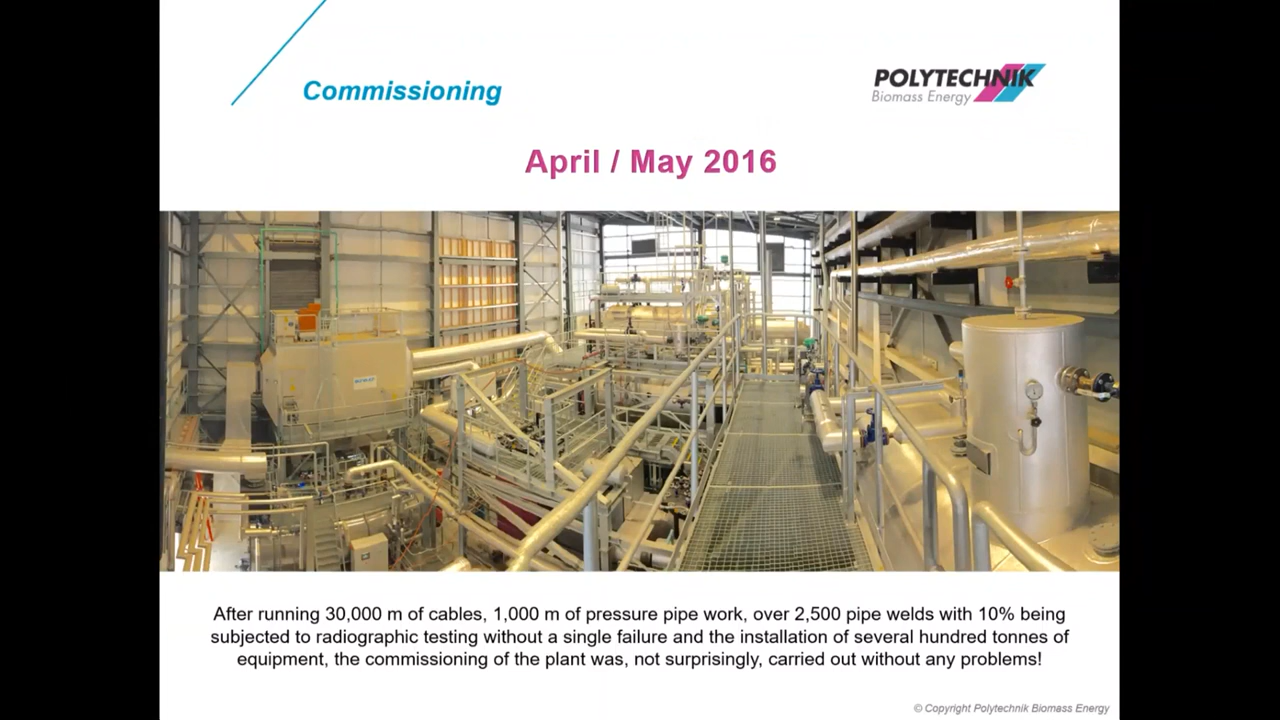 Commissioning
POLYTECHNIK
Biomass Energy
April / May 2016
After running 30,000 m of cables, 1,000 m of pressure pipe work, over 2,500 pipe welds with 10% being
subjected to radiographic testing without a single failure and the installation of several hundred tonnes of
equipment, the commissioning of the plant was, not surprisingly, carried out without any problems!
© Copyright Polytechnik Biomass Energy